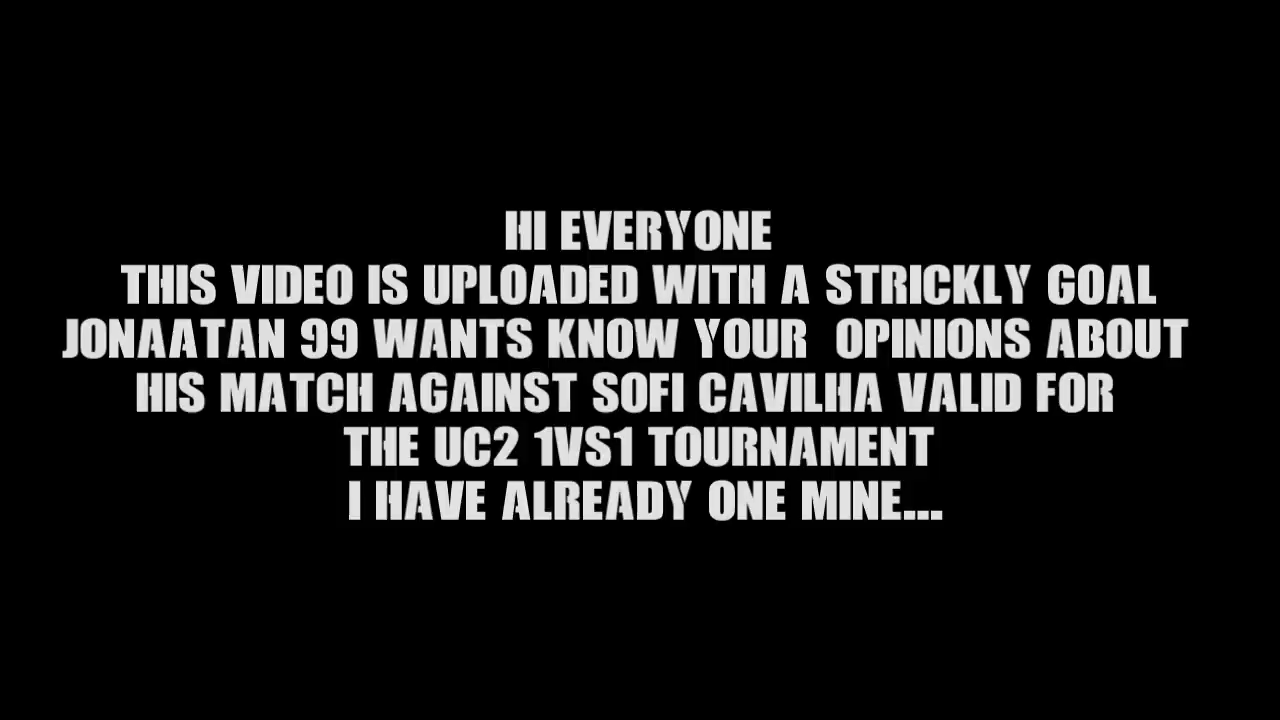 HI EVERYONE
THIS VIDEO IS UPLOADED WITH A STRICKLY GOAL
JONAATAN 99 WANTS KNOW YOUR OPINIONS ABOUT
HIS MATCH AGAINST SOFI CAVILHA VALID FOR
THE UC2 1VS1 TOURNAMENT
I HAVE ALREADY ONE MINE...